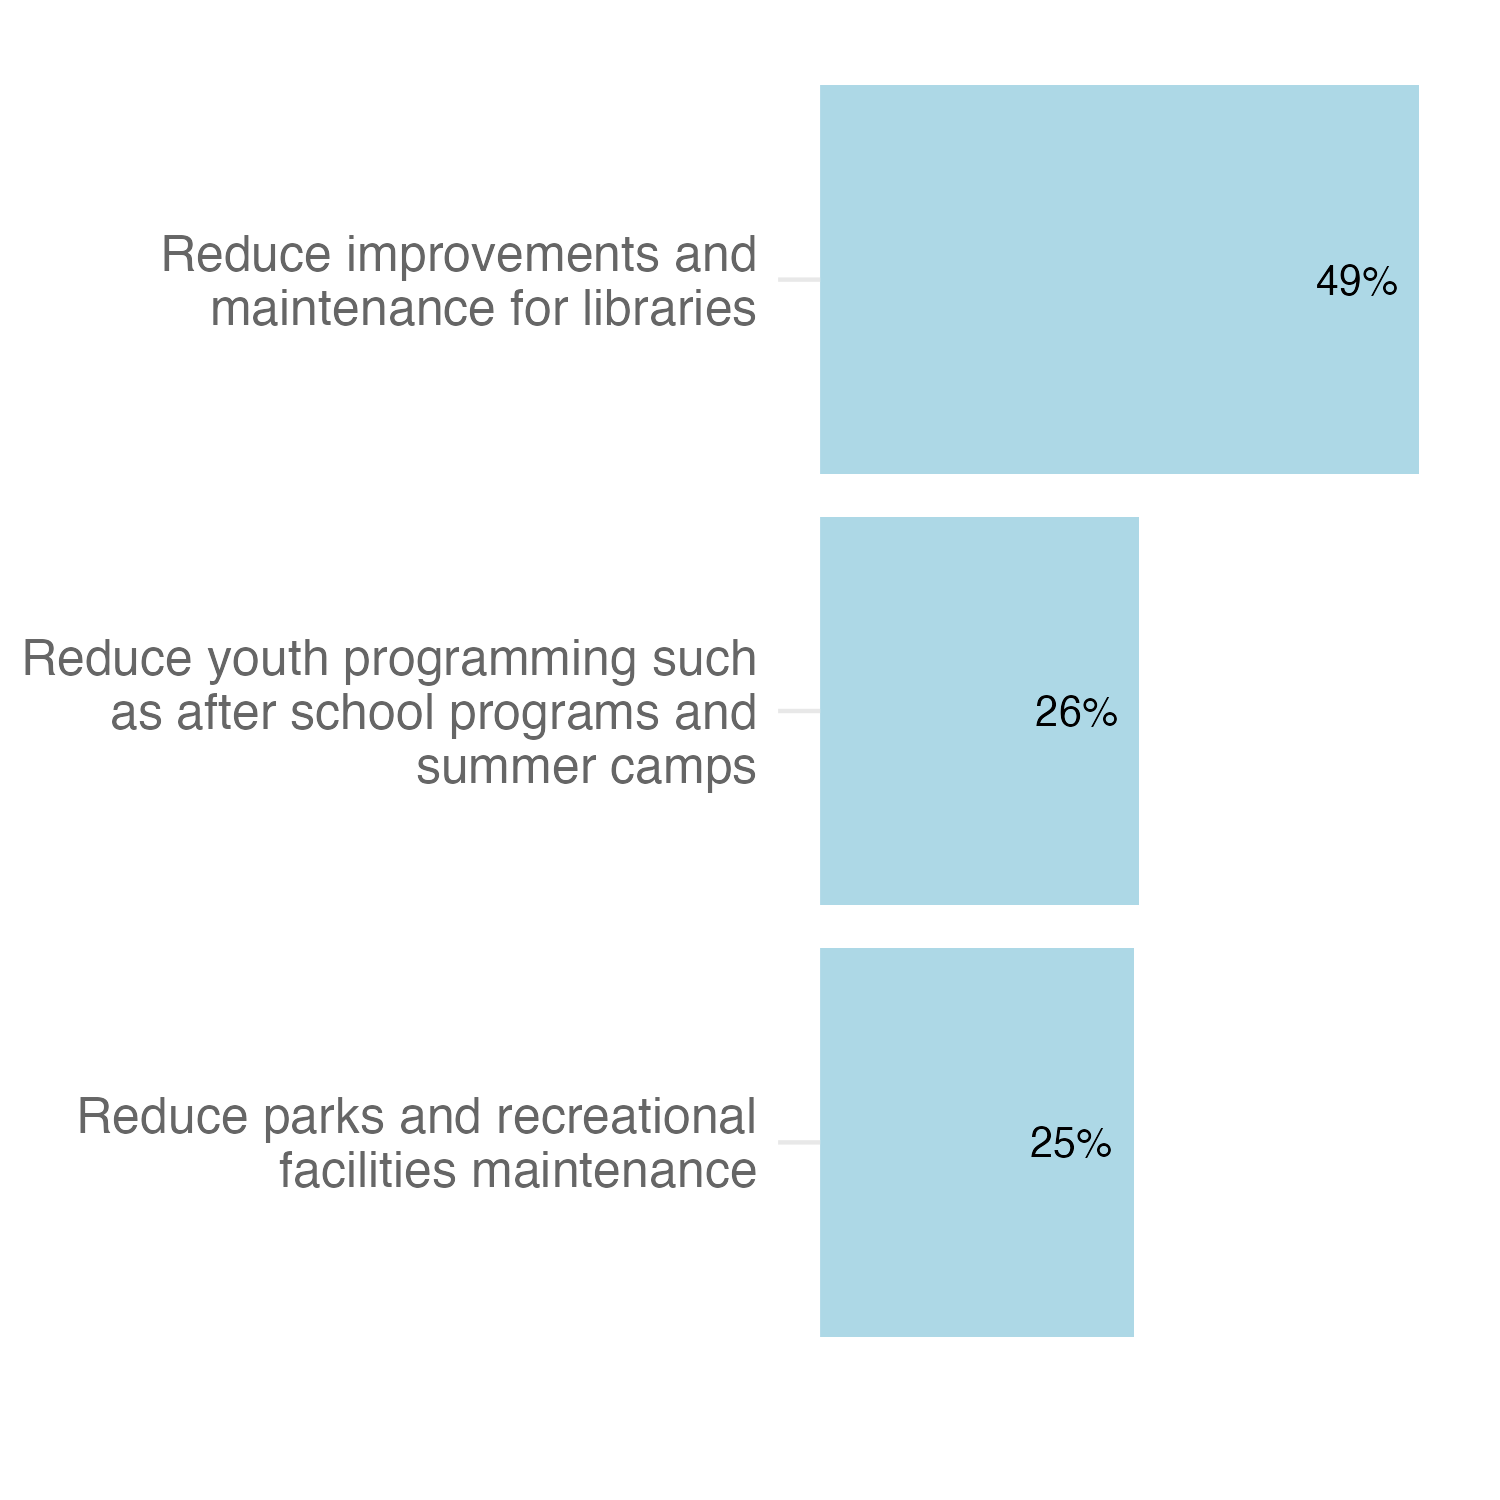 Reduce improvements and
maintenance for libraries
49%
Reduce youth programming such
as after school programs and
summer camps
26%
Reduce parks and recreational
facilities maintenance
25%